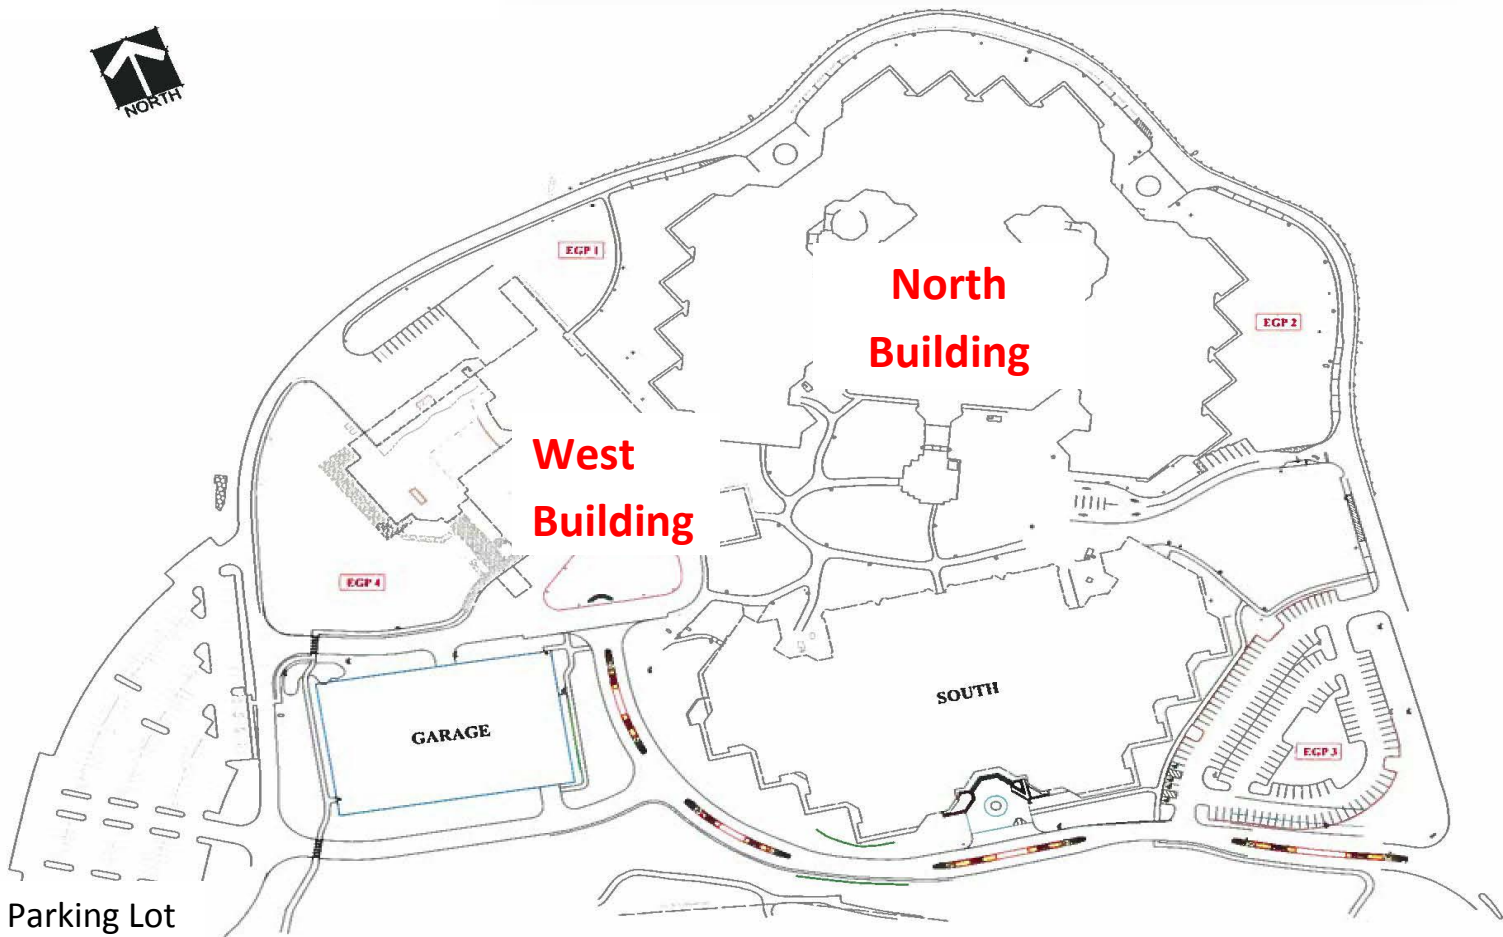 NORTH
EGP 1
North
Building
EGP 2
West
Building
EGP 4
SOUTH
GARAGE
EGP 3
Parking Lot